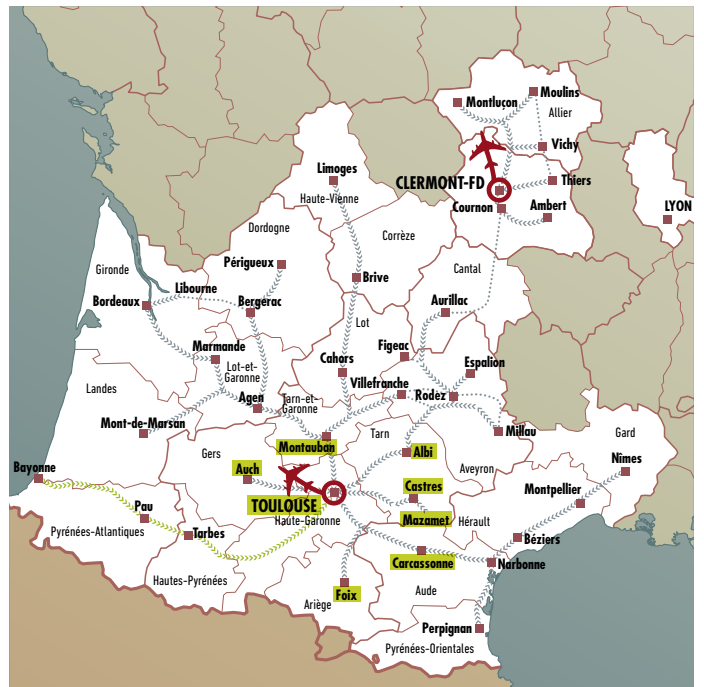 Moulins
Montluçon
Allier
Vichy
Limoges
CLERMONT-FD
Thiers
Haute-Vienne
Cournon
Ambert
LYON
Dordogne
Corrèze
Gironde
Périgueux
Cantal
Brive
Libourne
Bordeaux
Bergerac
Aurillac
Lot
Marmande
Figeac
Cahors
Espalion
Lot-et-
Garonne
Landes
Villefranche
Agen
Tarn-et-
Garonne
Rodez
Mont-de-Marsan
Tarn
Millau
Gard
Montauban
Gers
Albi
Nîmes
Bayonne
Auch
Aveyron
Castres
Montpellier
Pau
TOULOUSE
Haute-Garonne
Mazamet
Hérault
Pyrénées-Atlantiques
Tarbes
Béziers
Carcassonne
Narbonne
Hautes-Pyrénées
Foix
Aude
Ariège
Perpignan
Pyrénées-Orientales